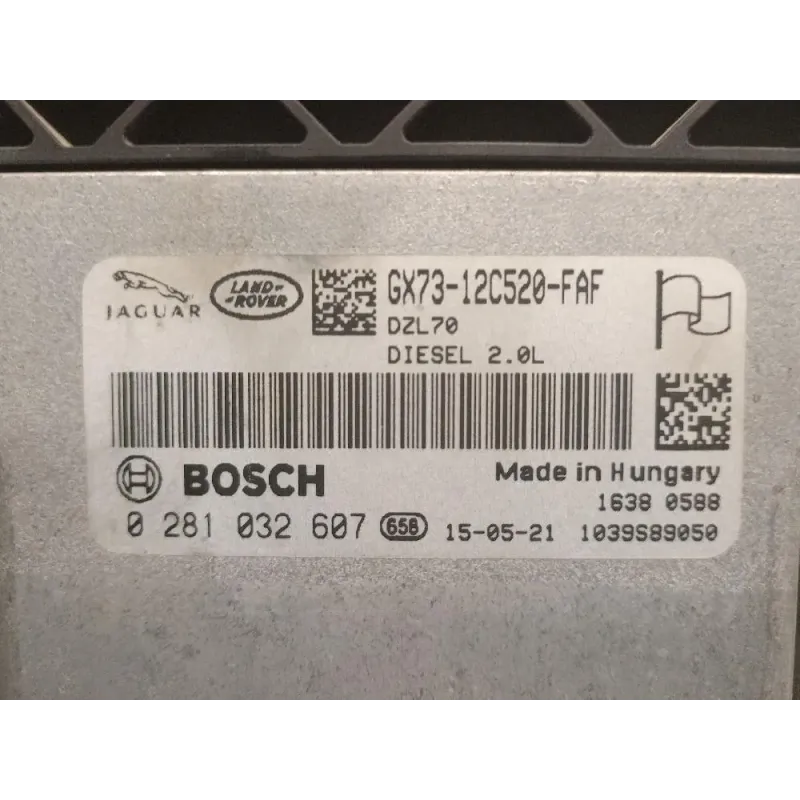 JAGUAR
LAND ROVER
GX73-12C520-FAF
DZL70
DIESEL 2.0L
BOSCH
Made in Hungary
1638 0588
0 281 032 607 658 15-05-21 1039S89050